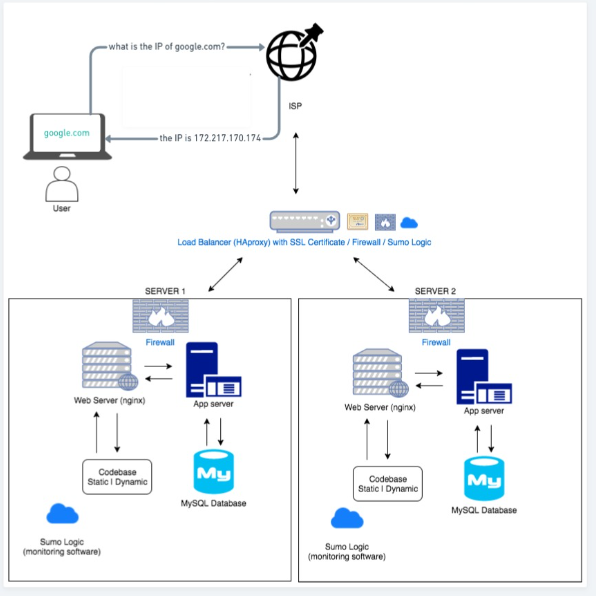 what is the IP of google.com?
ISP
google.com
the IP is 172.217.170.174
User
Load Balancer (HAproxy) with SSL Certificate / Firewall / Sumo Logic
SERVER 1
Firewall
Web Server (nginx)
App server
Codebase
Static | Dynamic
My
MySQL Database
Sumo Logic
(monitoring software)
SERVER 2
Firewall
Web Server (nginx)
App server
Codebase
Static | Dynamic
My
MySQL Database
Sumo Logic
(monitoring software)